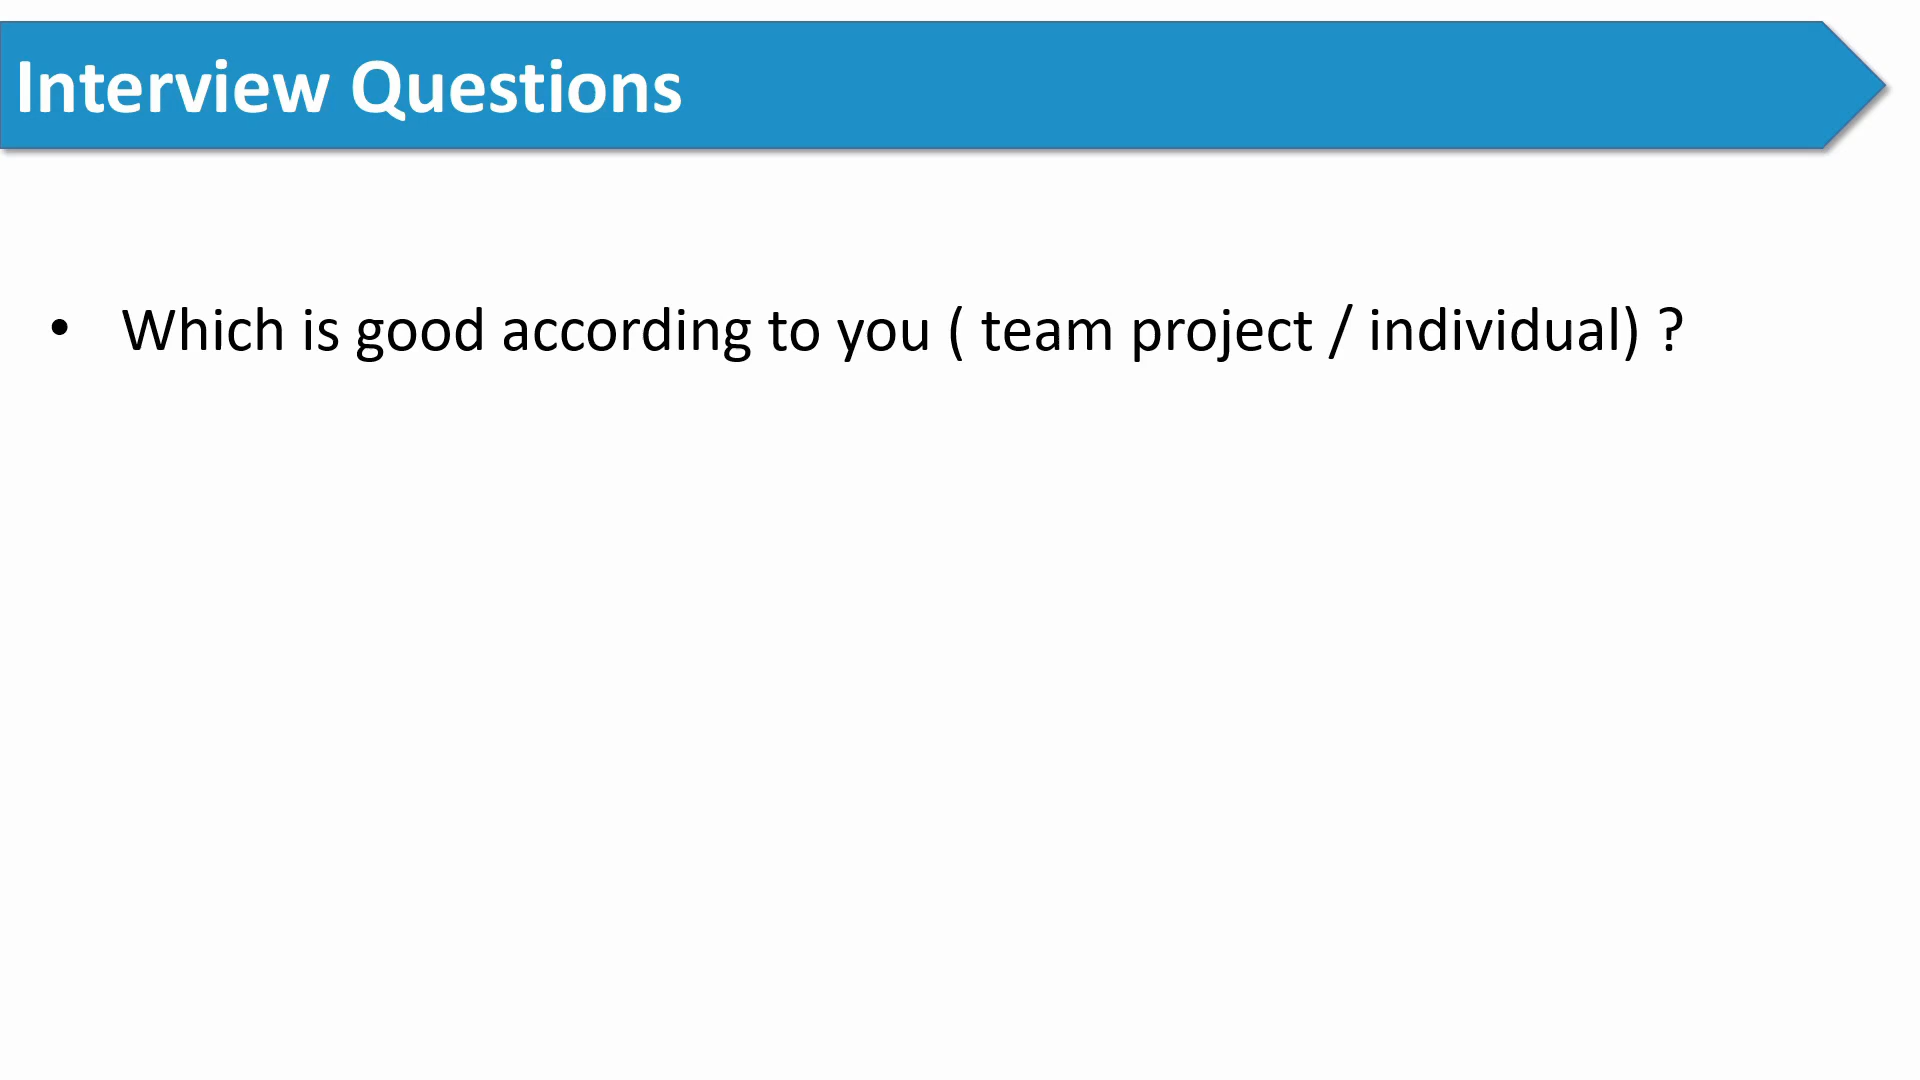 Interview Questions
• Which is good according to you ( team project / individual) ?